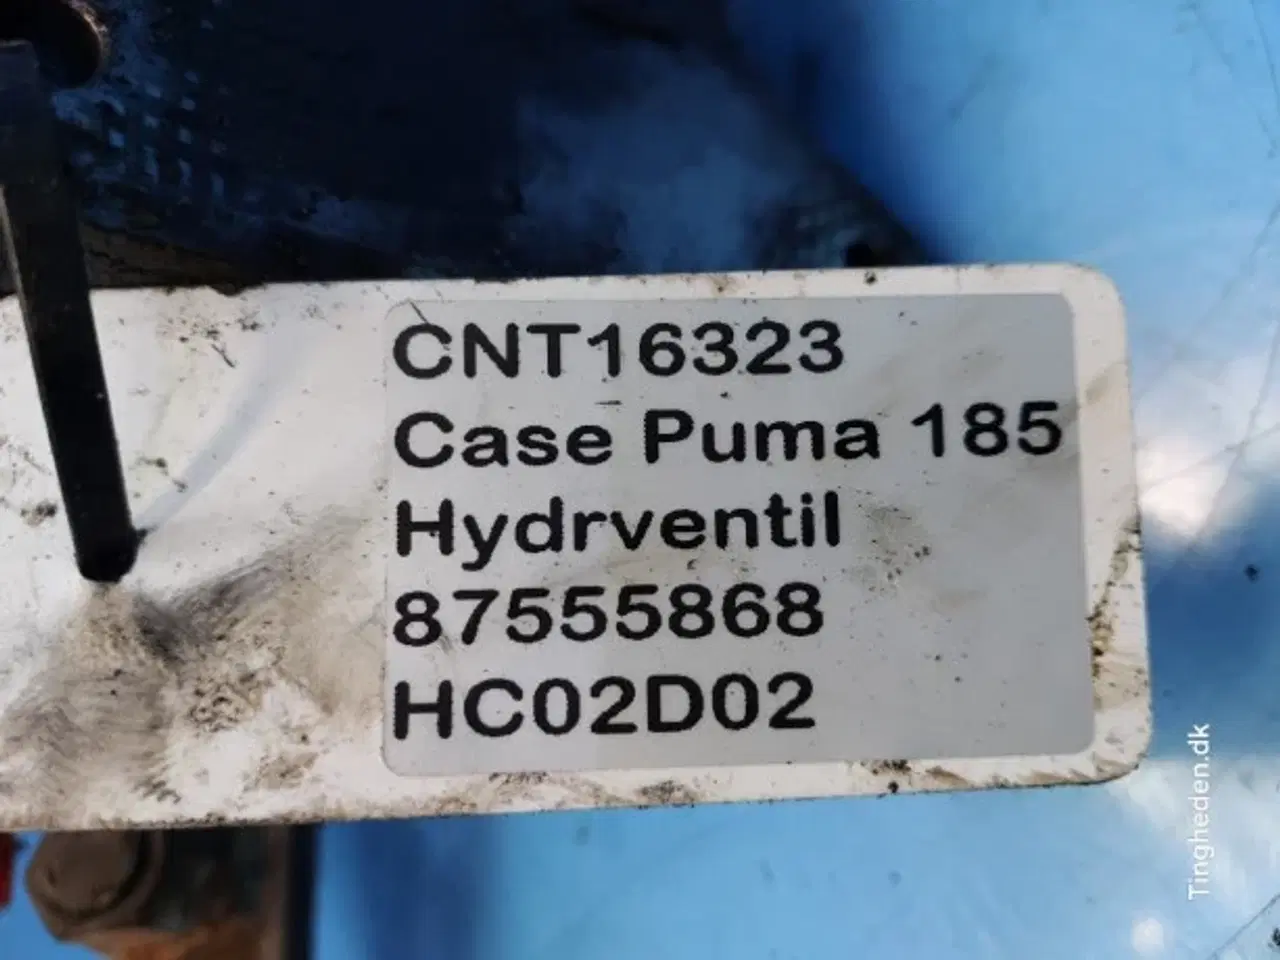 CNT16323
Case Puma 185
Hydrventil
87555868
HC02D02
Tingheden.dk